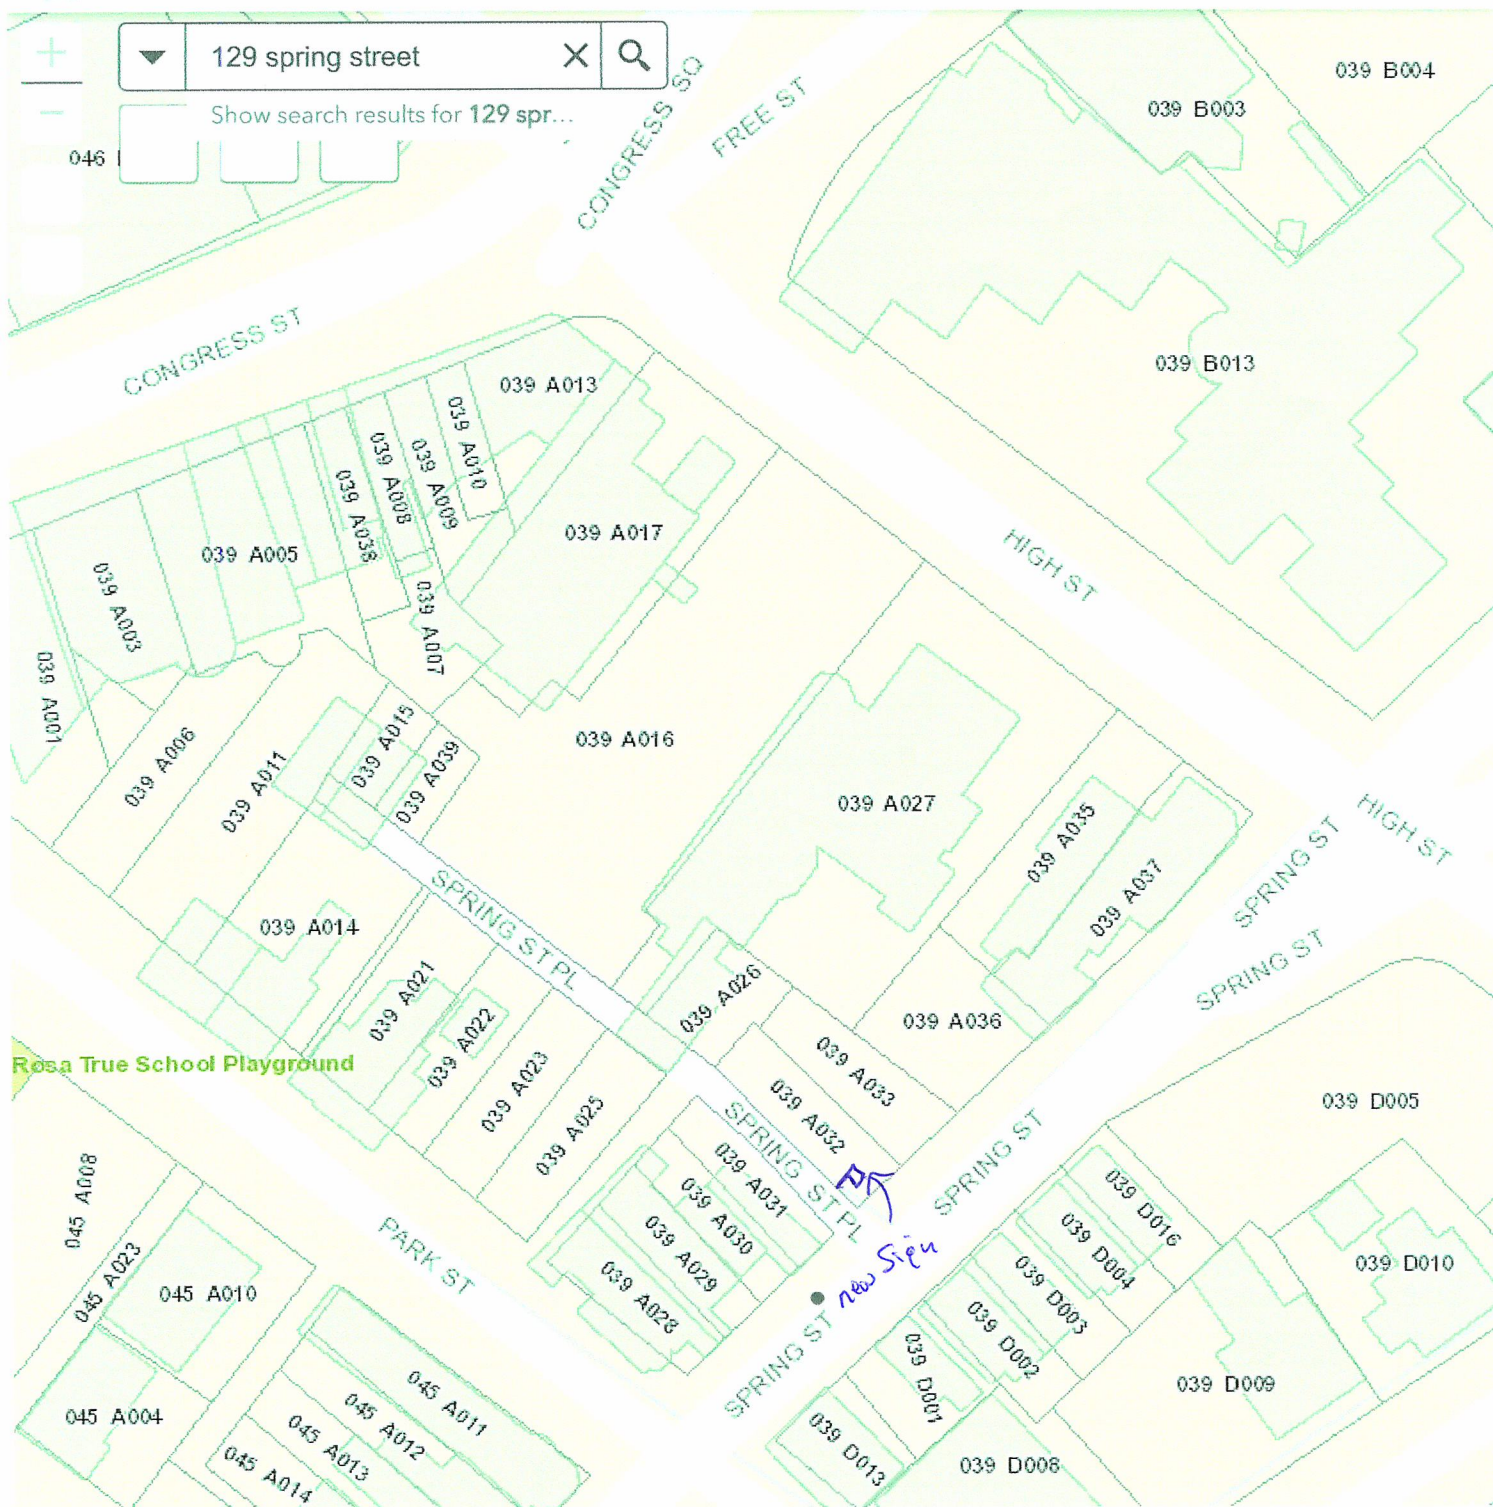 129 spring street
Show search results for 129 spr...
046
CONGRESS SQ
FREE ST
039 B003
039 B004
CONGRESS ST
039 A013
039 B013
039 A010
039 A009
039 A008
039 A038
039 A005
039 A017
HIGH ST
039 A003
039 A007
039 A001
039 A006
039 A011
039 A015
039 A039
039 A016
039 A027
039 A035
039 A037
HIGH ST
SPRING ST
SPRING ST
SPRING ST PL
039 A014
039 A021
039 A022
039 A026
039 A036
039 A033
039 A032
Rosa True School Playground
039 A023
039 A025
SPRING ST PL
039 A031
039 A030
039 A029
039 A028
SPRING ST
039 D005
045 A008
045 A023
045 A010
PARK ST
new Sign
039 D016
039 D004
039 D003
039 D002
039 D001
039 D010
039 D009
SPRING ST
045 A004
045 A011
045 A012
045 A013
045 A014
039 D013
039 D008